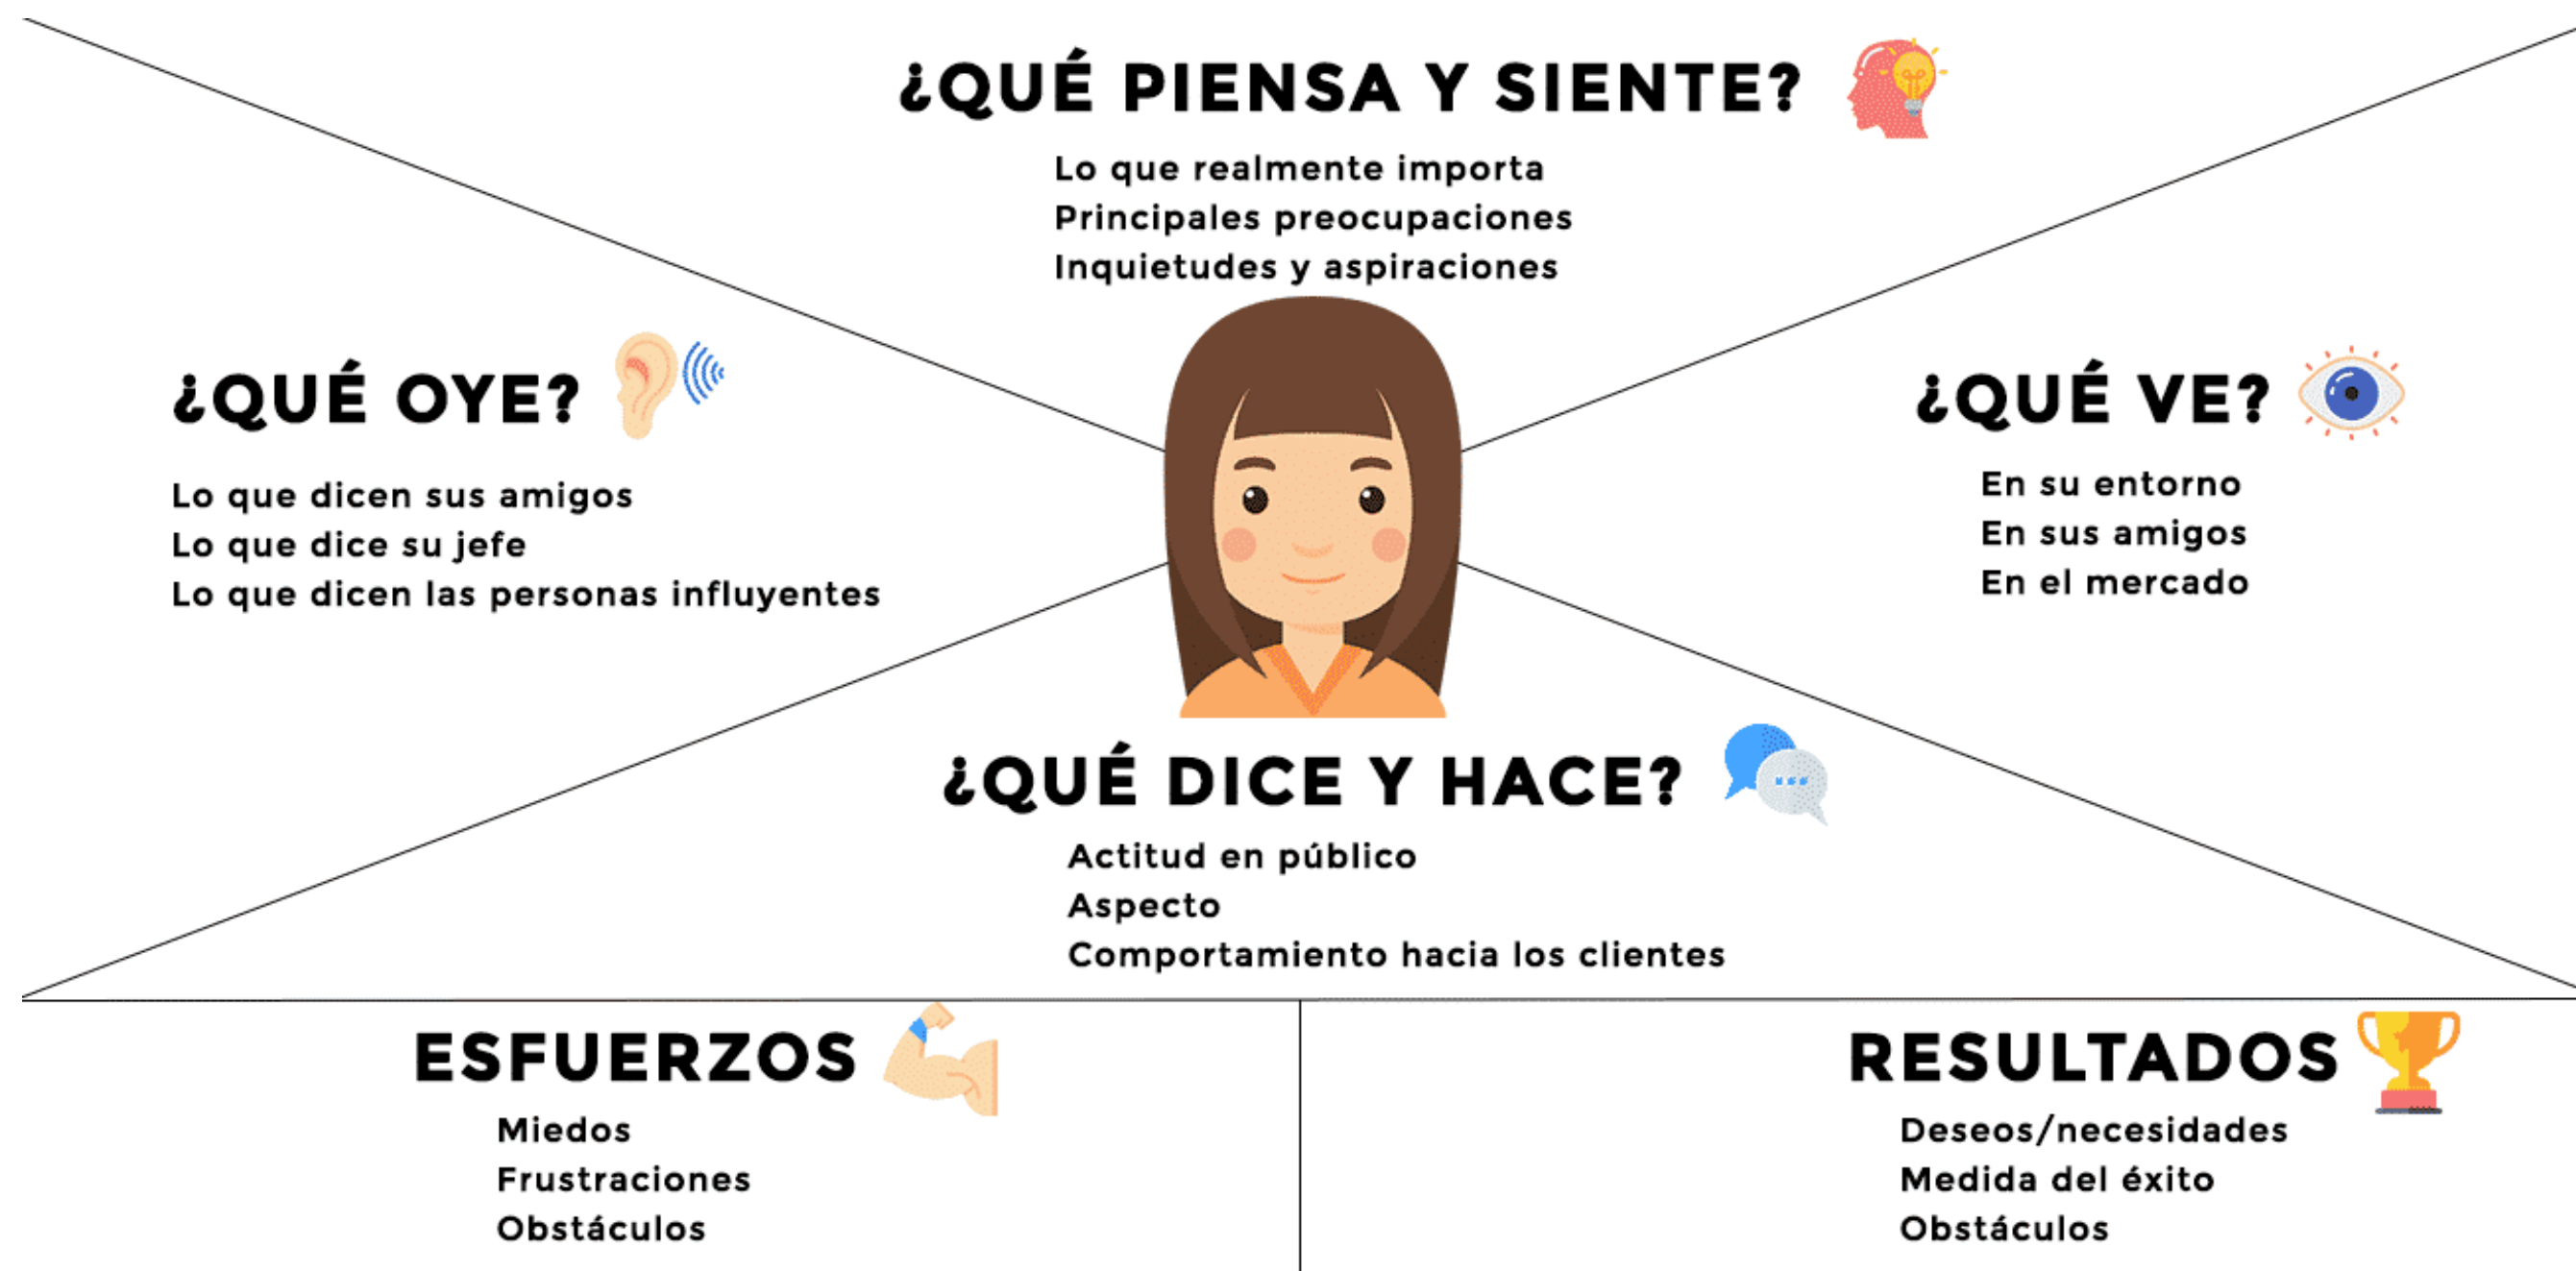 ¿QUÉ PIENSA Y SIENTE?
Lo que realmente importa
Principales preocupaciones
Inquietudes y aspiraciones
¿QUÉ OYE?
Lo que dicen sus amigos
Lo que dice su jefe
Lo que dicen las personas influyentes
¿QUÉ VE?
En su entorno
En sus amigos
En el mercado
¿QUÉ DICE Y HACE?
Actitud en público
Aspecto
Comportamiento hacia los clientes
ESFUERZOS
Miedos
Frustraciones
Obstáculos
RESULTADOS
Deseos/necesidades
Medida del éxito
Obstáculos